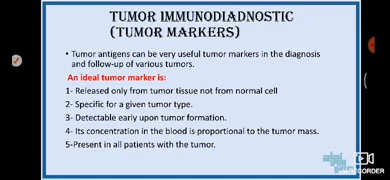 TUMOR IMMUNODIADNOSTIC
(TUMOR MARKERS)
• Tumor antigens can be very useful tumor markers in the diagnosis
and follow-up of various tumors.
An ideal tumor marker is:
1- Released only from tumor tissue not from normal cell
2- Specific for a given tumor type.
3- Detectable early upon tumor formation.
4- Its concentration in the blood is proportional to the tumor mass.
5-Present in all patients with the tumor.